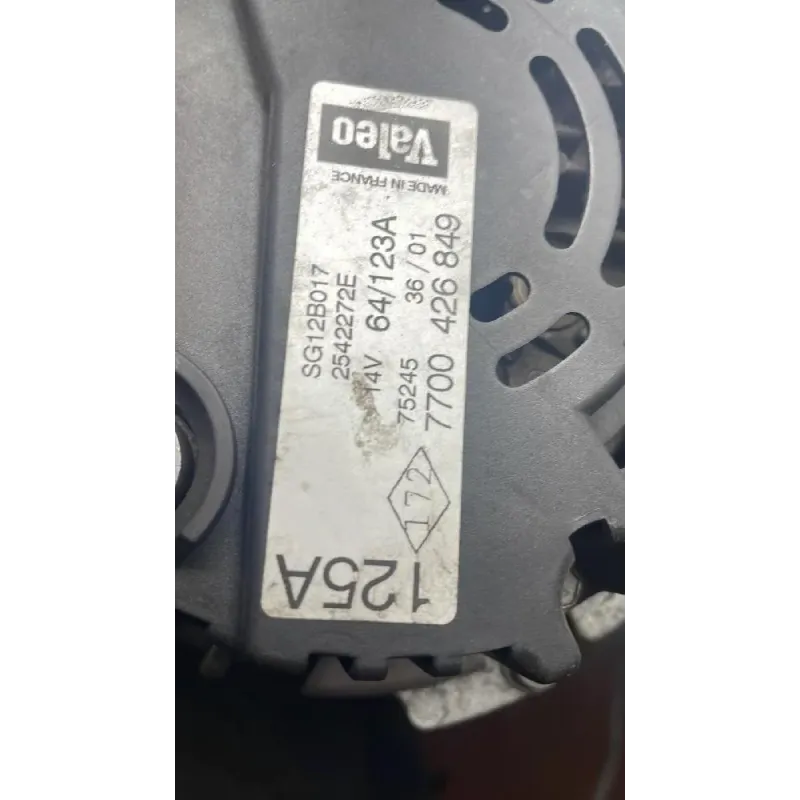 Valeo
MADE IN FRANCE
SG12B017
2542272E
14V 64/123A
75245 36/01
7700 426 849
172
125A